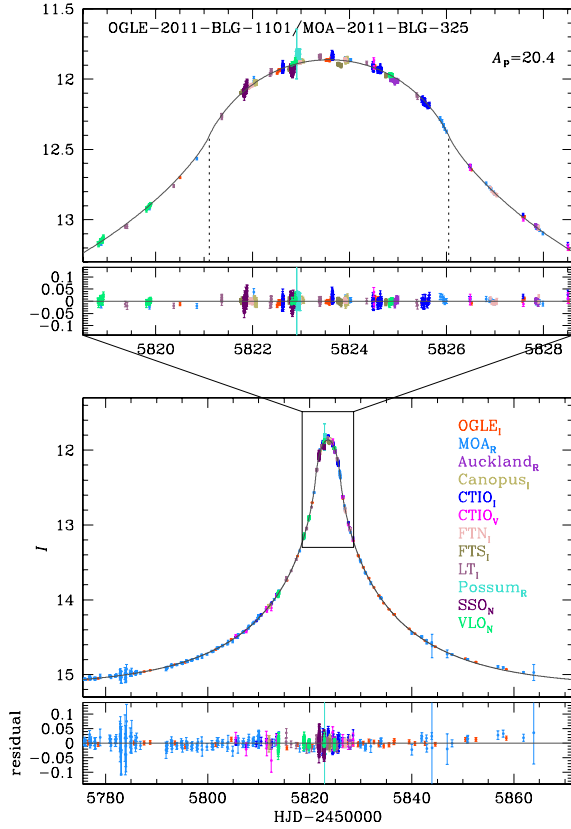 OGLE-2011-BLG-1101/MOA-2011-BLG-325
A_P=20.4
11.5
12
12.5
13
0.1
0.05
0
-0.05
-0.1
5820 5822 5824 5826 5828
I
12
13
14
15
OGLE_I
MOA_R
Auckland_R
Canopus_I
CTIO_I
CTIO_V
FTN_I
FTS_I
LT_I
Possum_R
SSO_N
VLO_N
residual
0.1
0.05
0
-0.05
-0.1
5780 5800 5820 5840 5860
HJD-2450000